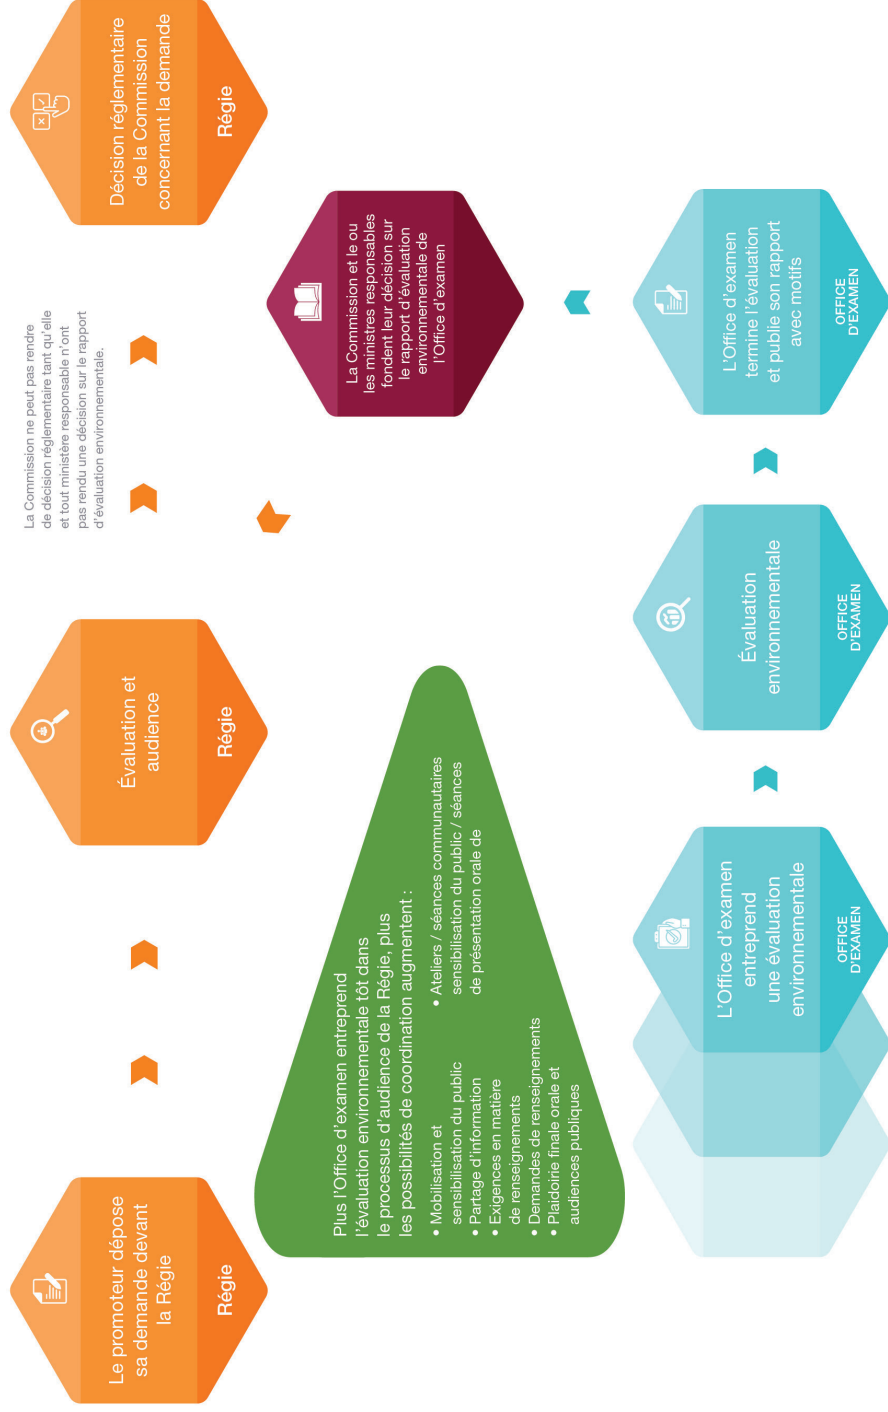 Le promoteur dépose
sa demande devant
la Régie
Régie
Évaluation et
audience
Régie
La Commission ne peut pas rendre
de décision réglementaire tant qu'elle
et tout ministère responsable n'ont
pas rendu une décision sur le rapport
d'évaluation environnementale.
Décision réglementaire
de la Commission
concernant la demande
Régie
Plus l'Office d'examen entreprend
l'évaluation environnementale tôt dans
le processus d'audience de la Régie, plus
les possibilités de coordination augmentent :
• Mobilisation et
sensibilisation du public
• Partage d'information
• Exigences en matière
de renseignements
• Demandes de renseignements
• Plaidoirie finale orale et
audiences publiques
• Ateliers / séances communautaires
sensibilisation du public / séances
de présentation orale de
La Commission et le ou
les ministres responsables
fondent leur décision sur
le rapport d'évaluation
environnementale de
l'Office d'examen
L'Office d'examen
entreprend
une évaluation
environnementale
OFFICE
D'EXAMEN
Évaluation
environnementale
OFFICE
D'EXAMEN
L'Office d'examen
termine l'évaluation
et publie son rapport
avec motifs
OFFICE
D'EXAMEN